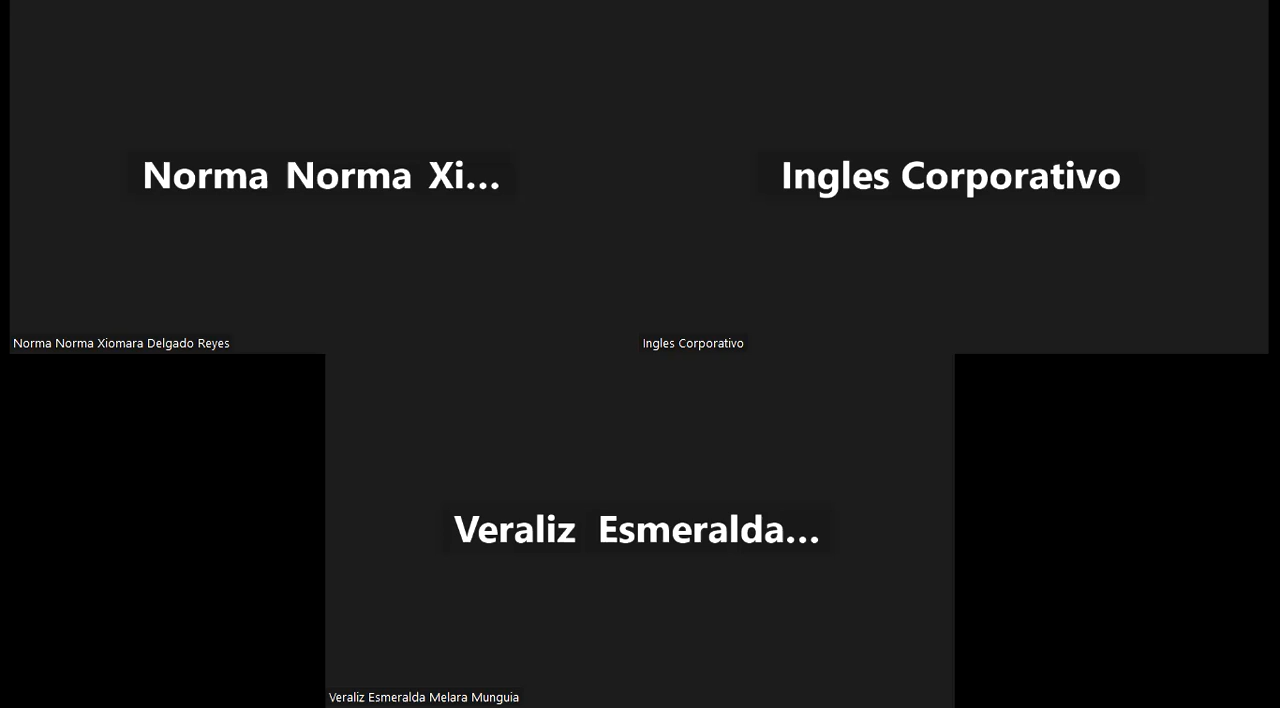 Norma Norma Xi...
Ingles Corporativo
Norma Norma Xiomara Delgado Reyes
Ingles Corporativo
Veraliz Esmeralda...
Veraliz Esmeralda Melara Munguia